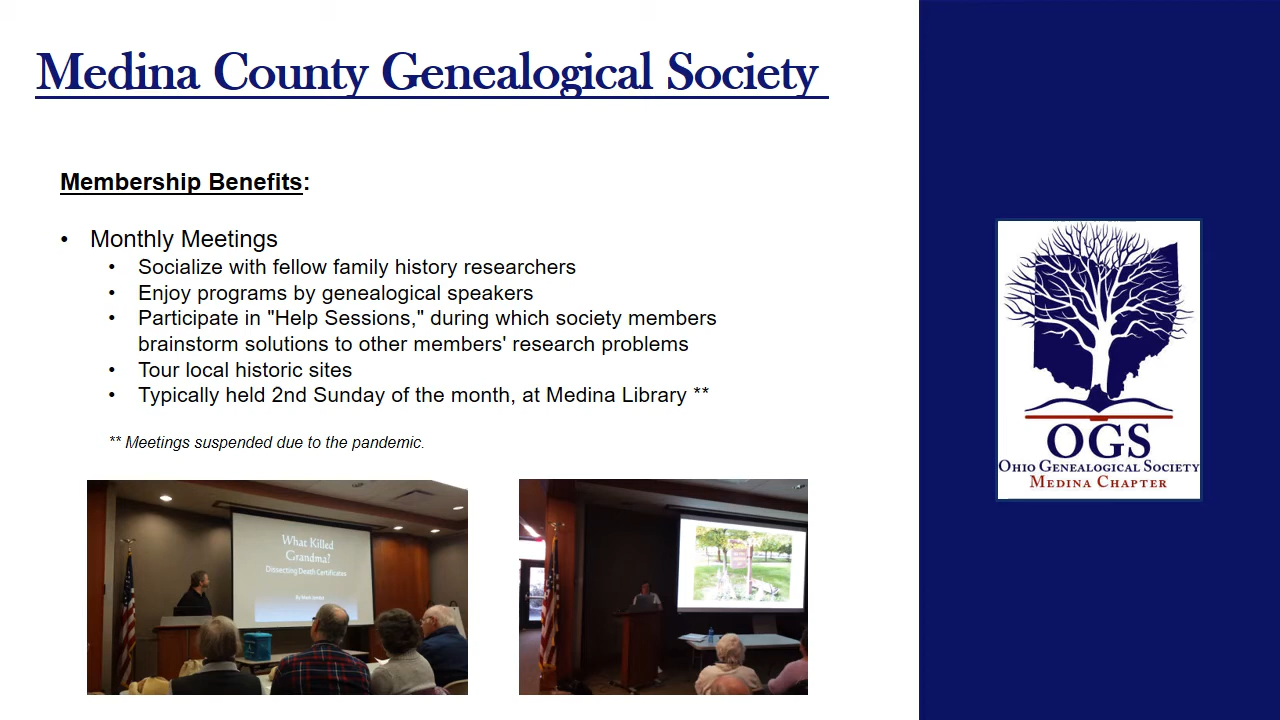 Medina County Genealogical Society
Membership Benefits:
• Monthly Meetings
• Socialize with fellow family history researchers
• Enjoy programs by genealogical speakers
• Participate in "Help Sessions," during which society members
brainstorm solutions to other members' research problems
• Tour local historic sites
• Typically held 2nd Sunday of the month, at Medina Library **
** Meetings suspended due to the pandemic.
What Killed
Grandma?
Dissecting Death Certificates
OGS
Ohio Genealogical Society
Medina Chapter